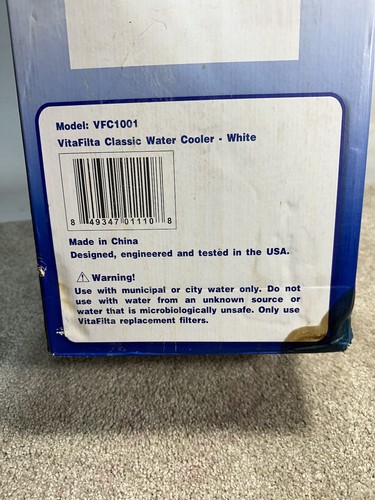 Model: VFC1001
VitaFilta Classic Water Cooler - White
8 49347 01110 8
Made in China
Designed, engineered and tested in the USA.
⚠ Warning!
Use with municipal or city water only. Do not
use with water from an unknown source or
water that is microbiologically unsafe. Only use
VitaFilta replacement filters.